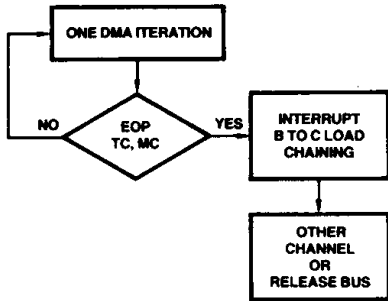 ONE DMA ITERATION
NO
EOP
TC, MC
YES
INTERRUPT
B TO C LOAD
CHAINING
OTHER
CHANNEL
OR
RELEASE BUS